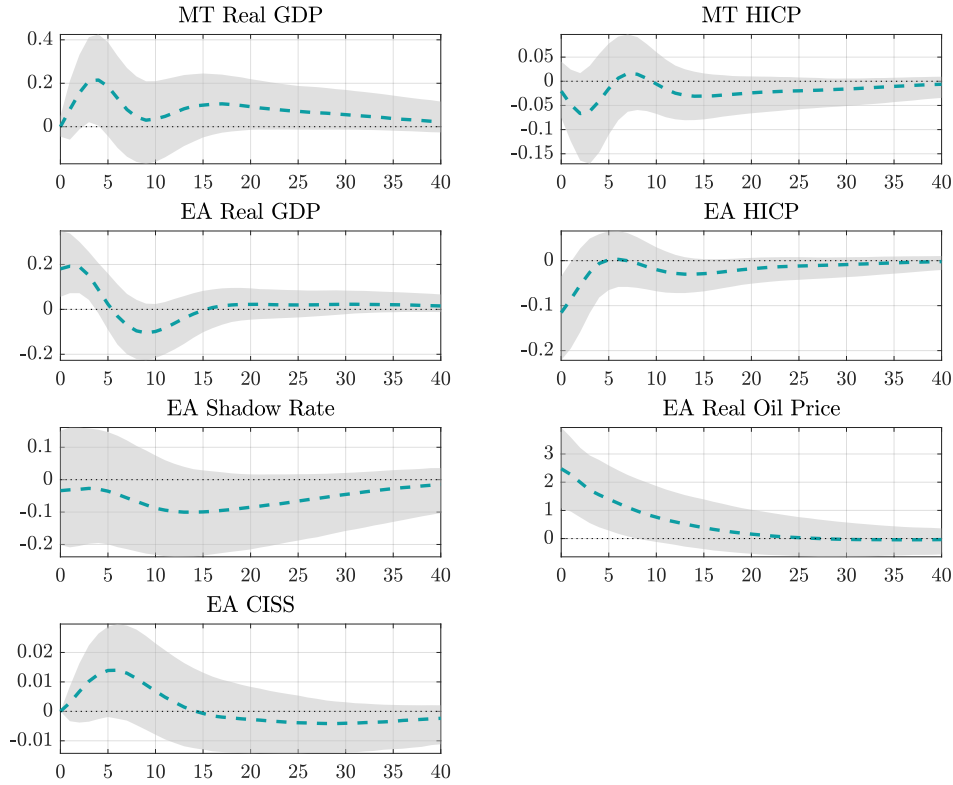 MT Real GDP
0.4
0.2
0
0 5 10 15 20 25 30 35 40
MT HICP
0.05
0
-0.05
-0.1
-0.15
0 5 10 15 20 25 30 35 40
EA Real GDP
0.2
0
-0.2
0 5 10 15 20 25 30 35 40
EA HICP
0
-0.1
-0.2
0 5 10 15 20 25 30 35 40
EA Shadow Rate
0.1
0
-0.1
-0.2
0 5 10 15 20 25 30 35 40
EA Real Oil Price
3
2
1
0
0 5 10 15 20 25 30 35 40
EA CISS
0.02
0.01
0
-0.01
0 5 10 15 20 25 30 35 40